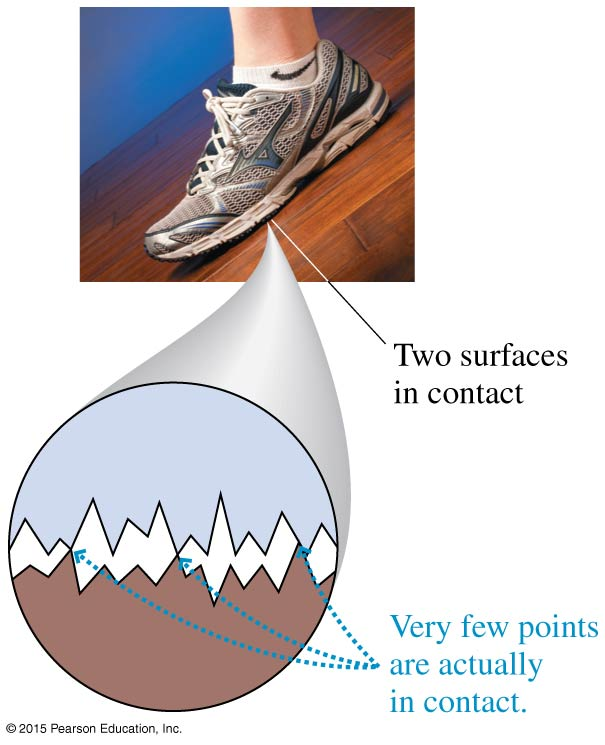 Two surfaces
in contact
Very few points
are actually
in contact.
© 2015 Pearson Education, Inc.